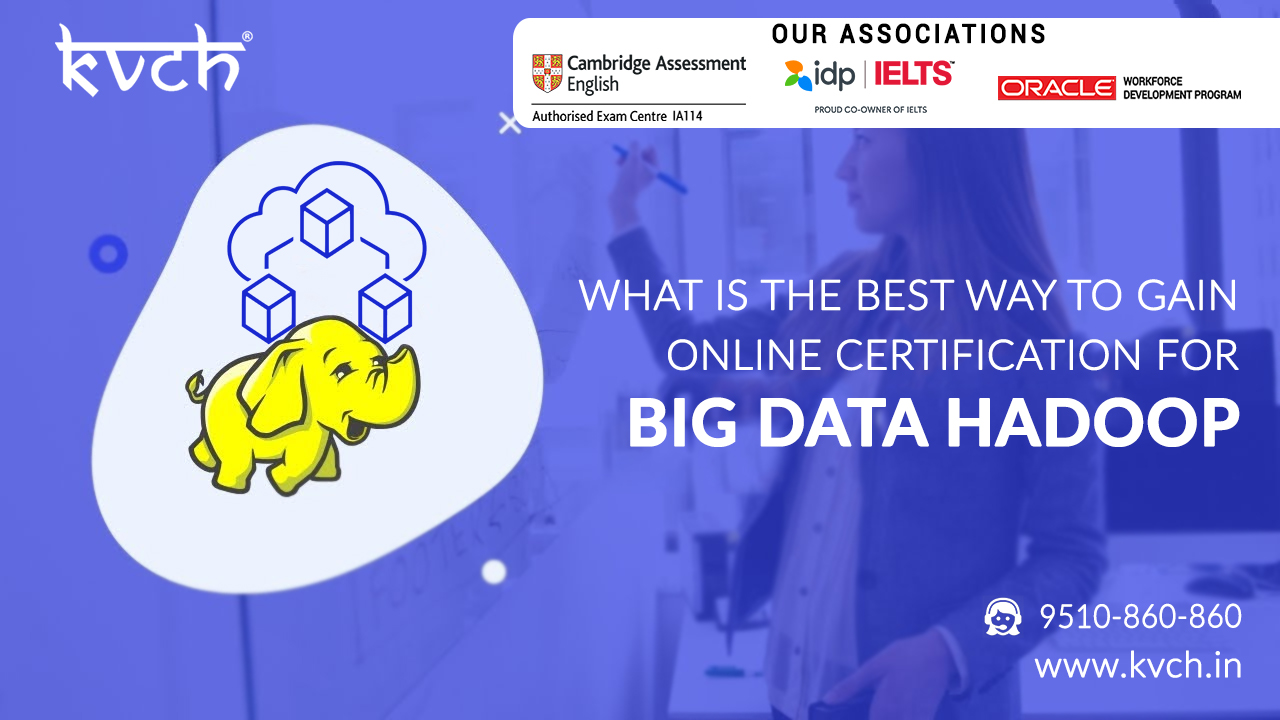 kvch®
OUR ASSOCIATIONS
Cambridge Assessment
English
Authorised Exam Centre IA114
idp | IELTS™
PROUD CO-OWNER OF IELTS
ORACLE®
WORKFORCE
DEVELOPMENT PROGRAM
WHAT IS THE BEST WAY TO GAIN
ONLINE CERTIFICATION FOR
BIG DATA HADOOP
9510-860-860
www.kvch.in